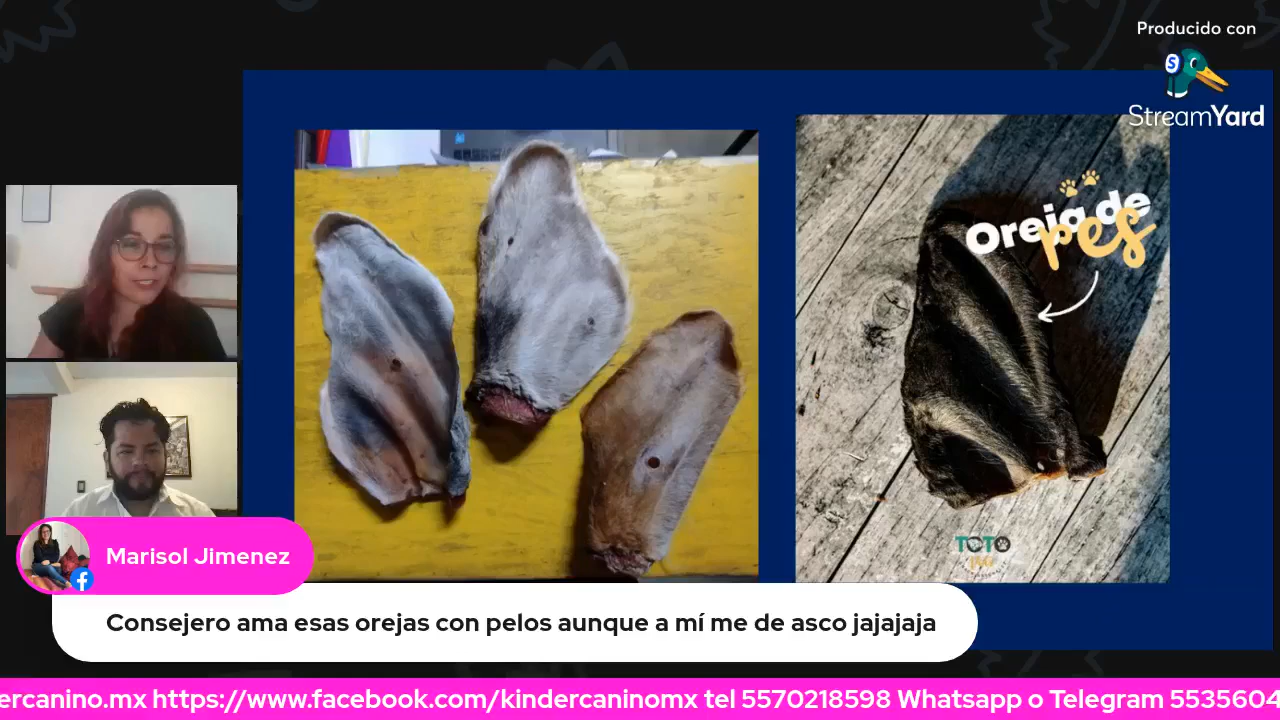 Producido con
StreamYard
Oreja de
res
TOTO
Marisol Jimenez
Consejero ama esas orejas con pelos aunque a mí me de asco jajajaja
ercanino.mx https://www.facebook.com/kindercaninomx tel 5570218598 Whatsapp o Telegram 5535604